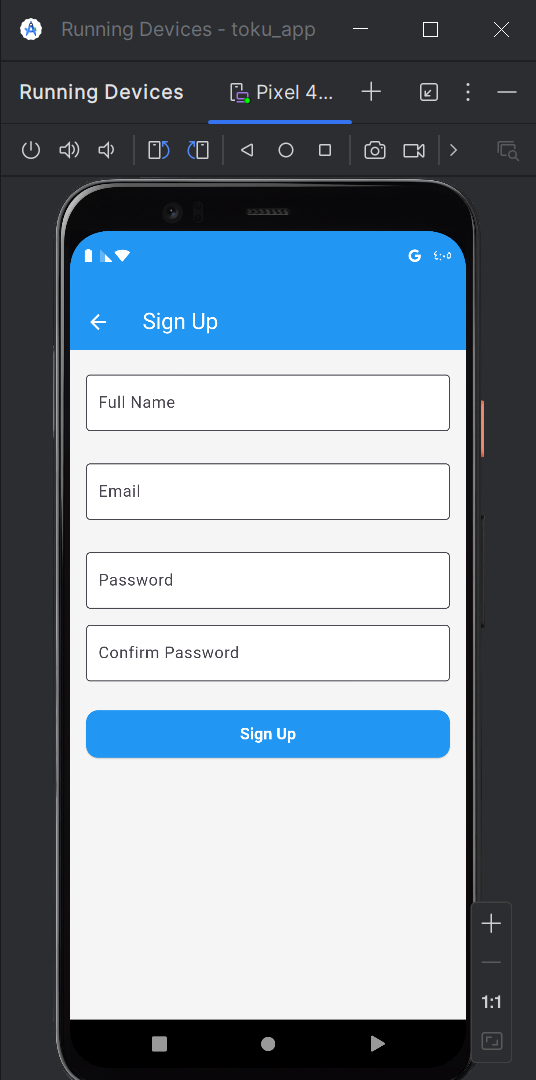 Running Devices - toku_app
Running Devices
Pixel 4...
G ٤:٠٥
Sign Up
Full Name
Email
Password
Confirm Password
Sign Up
1:1